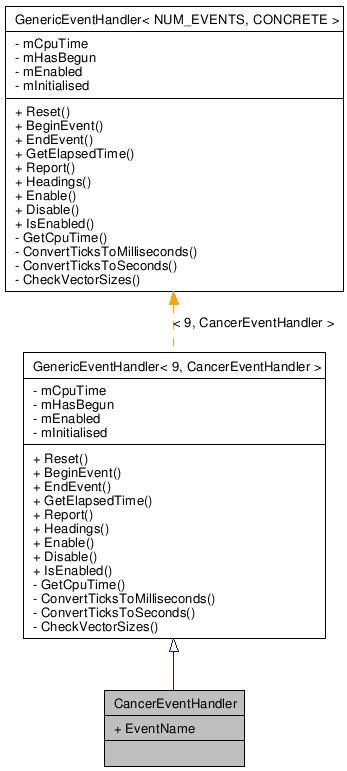 GenericEventHandler< NUM_EVENTS, CONCRETE >
- mCpuTime
- mHasBegun
- mEnabled
- mInitialised
+ Reset()
+ BeginEvent()
+ EndEvent()
+ GetElapsedTime()
+ Report()
+ Headings()
+ Enable()
+ Disable()
+ IsEnabled()
- GetCpuTime()
- ConvertTicksToMilliseconds()
- ConvertTicksToSeconds()
- CheckVectorSizes()
< 9, CancerEventHandler >
GenericEventHandler< 9, CancerEventHandler >
- mCpuTime
- mHasBegun
- mEnabled
- mInitialised
+ Reset()
+ BeginEvent()
+ EndEvent()
+ GetElapsedTime()
+ Report()
+ Headings()
+ Enable()
+ Disable()
+ IsEnabled()
- GetCpuTime()
- ConvertTicksToMilliseconds()
- ConvertTicksToSeconds()
- CheckVectorSizes()
CancerEventHandler
+ EventName